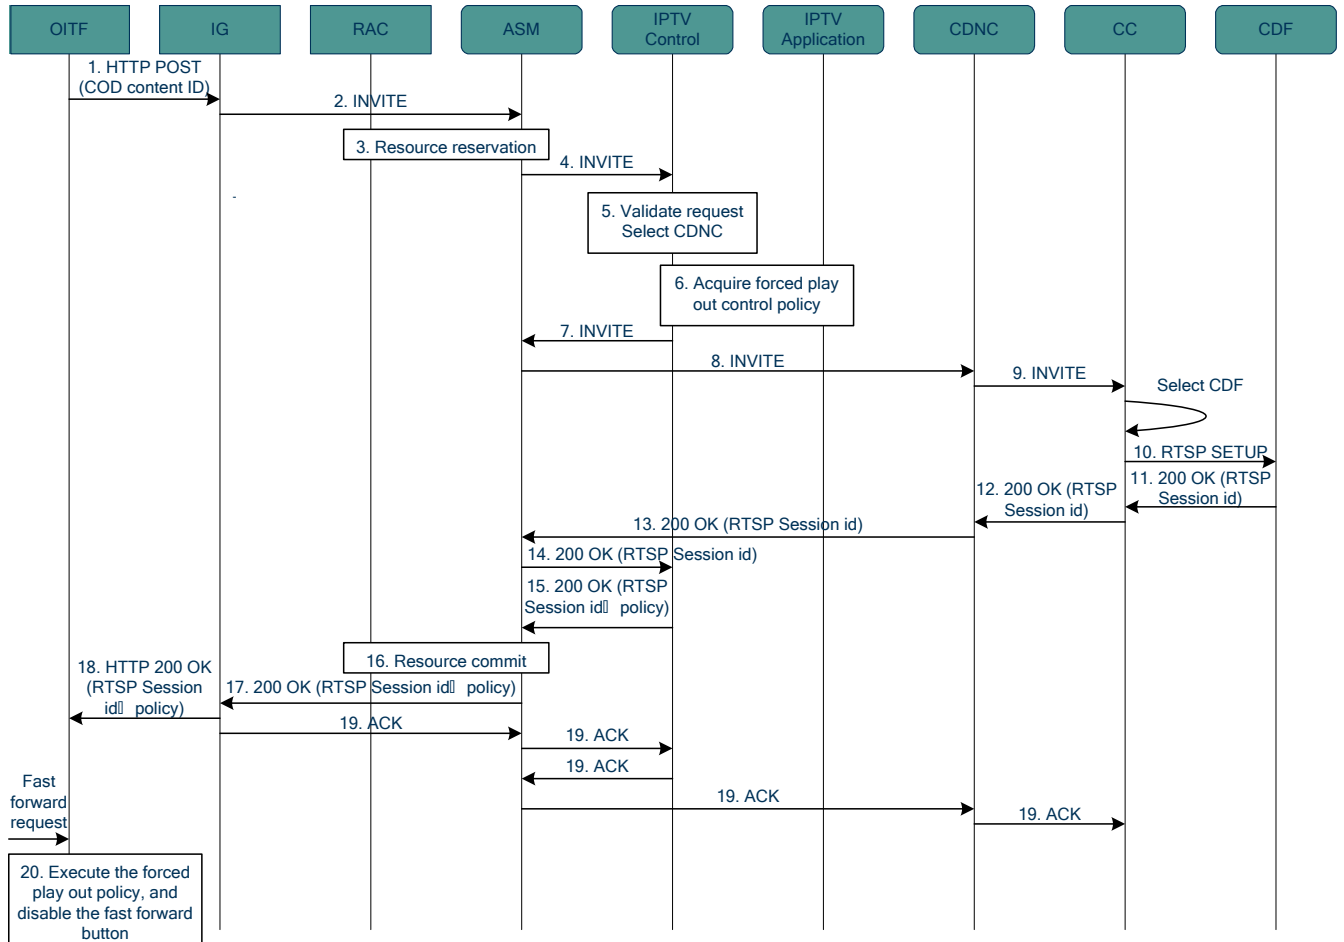 OITF
IG
RAC
ASM
IPTV
Control
IPTV
Application
CDNC
CC
CDF
1. HTTP POST
(COD content ID)
2. INVITE
3. Resource reservation
4. INVITE
5. Validate request
Select CDNC
6. Acquire forced play
out control policy
7. INVITE
8. INVITE
9. INVITE
Select CDF
10. RTSP SETUP
11. 200 OK (RTSP
Session id)
12. 200 OK (RTSP
Session id)
13. 200 OK (RTSP Session id)
14. 200 OK (RTSP Session id)
15. 200 OK (RTSP
Session id▯ policy)
16. Resource commit
17. 200 OK (RTSP Session id▯ policy)
18. HTTP 200 OK
(RTSP Session
id▯ policy)
19. ACK
19. ACK
19. ACK
19. ACK
19. ACK
Fast
forward
request
20. Execute the forced
play out policy, and
disable the fast forward
button